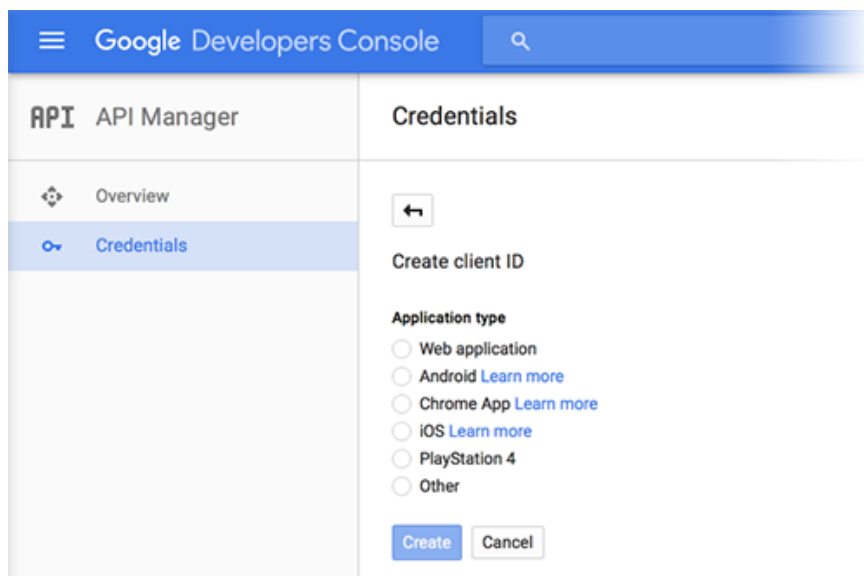 Google Developers Console
API API Manager
Credentials
Overview
Credentials
Create client ID
Application type
Web application
Android Learn more
Chrome App Learn more
iOS Learn more
PlayStation 4
Other
Create Cancel